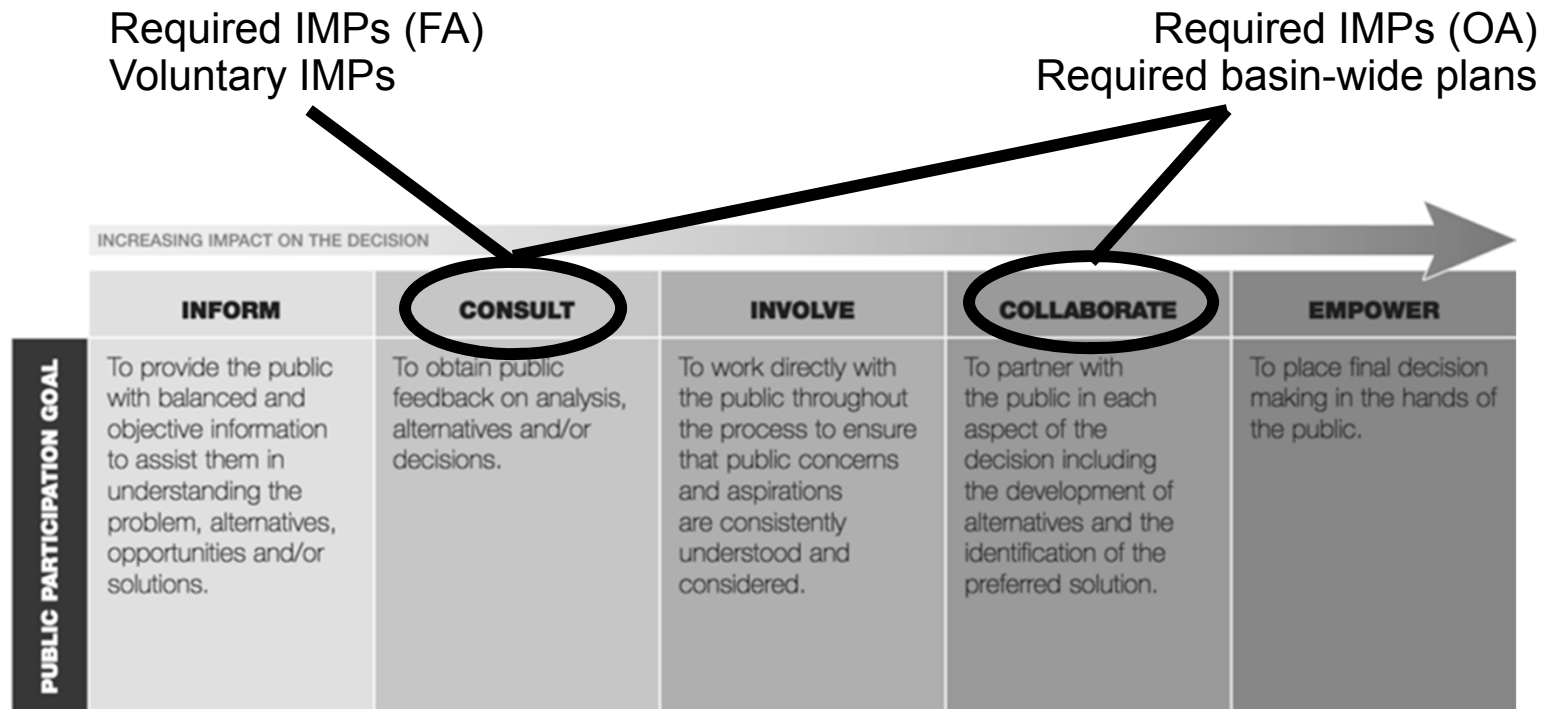 Required IMPs (FA)
Voluntary IMPs
Required IMPs (OA)
Required basin-wide plans
INCREASING IMPACT ON THE DECISION
INFORM
CONSULT
INVOLVE
COLLABORATE
EMPOWER
PUBLIC PARTICIPATION GOAL
To provide the public
with balanced and
objective information
to assist them in
understanding the
problem, alternatives,
opportunities and/or
solutions.
To obtain public
feedback on analysis,
alternatives and/or
decisions.
To work directly with
the public throughout
the process to ensure
that public concerns
and aspirations
are consistently
understood and
considered.
To partner with
the public in each
aspect of the
decision including
the development of
alternatives and the
identification of the
preferred solution.
To place final decision
making in the hands of
the public.